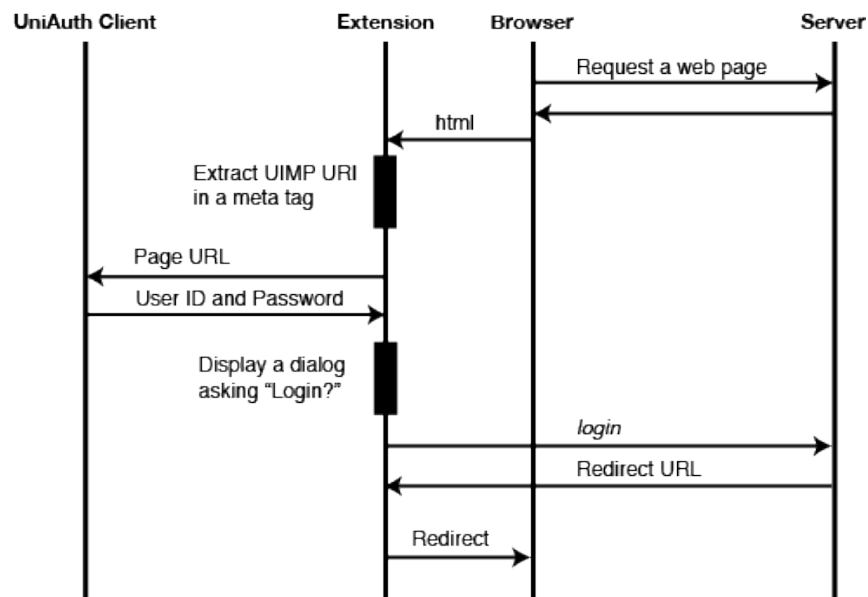 UniAuth Client Extension Browser Server
Request a web page
html
Extract UIMP URI
in a meta tag
Page URL
User ID and Password
Display a dialog
asking “Login?”
login
Redirect URL
Redirect